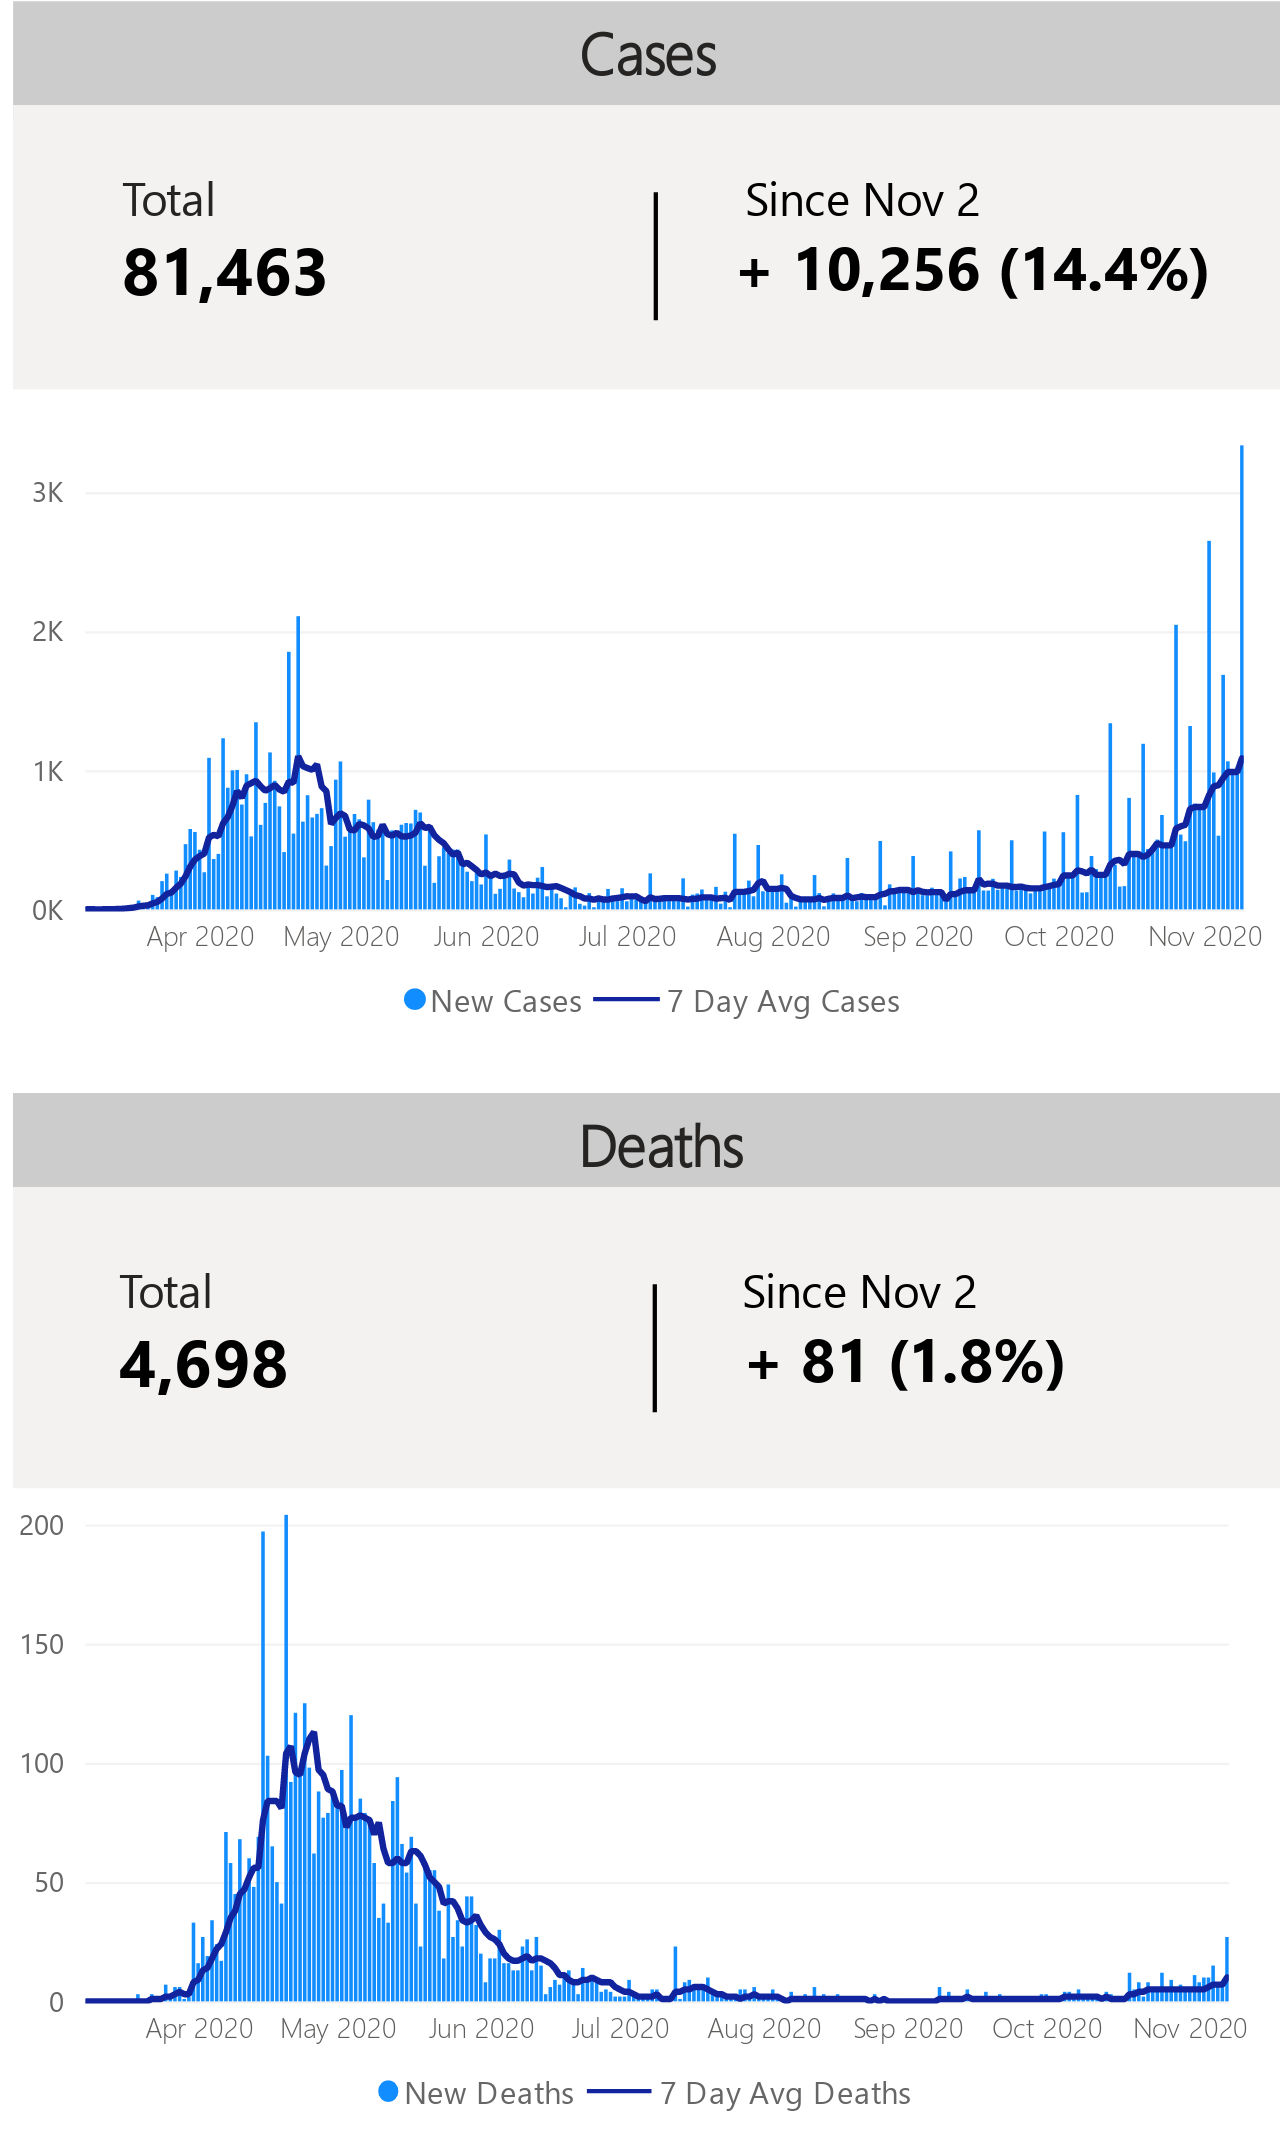 Cases
Total
Since Nov 2
81,463
+ 10,256 (14.4%)
3K
2K
1K
0K
Apr 2020 May 2020 Jun 2020 Jul 2020 Aug 2020 Sep 2020 Oct 2020 Nov 2020
New Cases 7 Day Avg Cases
Deaths
Total
Since Nov 2
4,698
+ 81 (1.8%)
200
150
100
50
0
Apr 2020 May 2020 Jun 2020 Jul 2020 Aug 2020 Sep 2020 Oct 2020 Nov 2020
New Deaths 7 Day Avg Deaths